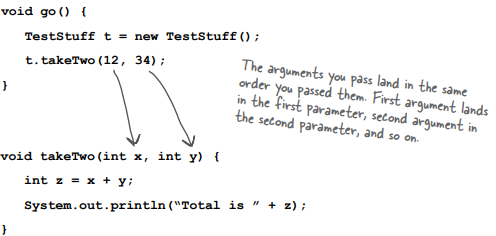 void go() {
TestStuff t = new TestStuff();
t.takeTwo(12, 34);
}
The arguments you pass land in the same
order you passed them. First argument lands
in the first parameter, second argument in
the second parameter, and so on.
void takeTwo(int x, int y) {
int z = x + y;
System.out.println(“Total is ” + z);
}